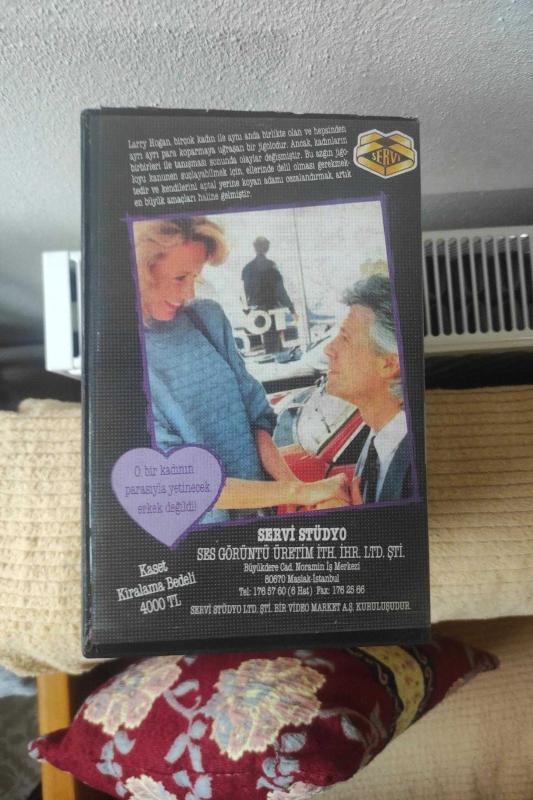 Larry Hogan, birçok kadın ile aynı anda birlikte olan ve hepsinden
ayrı ayrı para koparmaya uğraşan bir jigolodur. Ancak, kadınların
birbirleri ile tanışması sonunda olaylar değişmiştir. Bu azgın jigo-
loyu kanunen suçlayabilmek için, ellerinde delil olması gerekmek-
tedir ve kendilerini aptal yerine koyan adamı cezalandırmak, artık
en büyük amaçları haline gelmiştir.
SERVİ
O, bir kadının
parasıyla yetinecek
erkek değildi!
Kaset
Kiralama Bedeli
4000 TL
SERVİ STÜDYO
SES GÖRÜNTÜ ÜRETİM İTH. İHR. LTD. ŞTİ.
Büyükdere Cad. Noramin İş Merkezi
80670 Maslak-İstanbul
Tel: 176 57 60 (6 Hat) Fax: 176 25 66
SERVİ STÜDYO LTD. ŞTİ. BİR VİDEO MARKET A.Ş. KURULUŞUDUR.